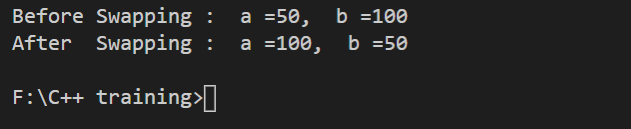 Before Swapping :  a =50,  b =100
After  Swapping :  a =100,  b =50
F:\C++ training>